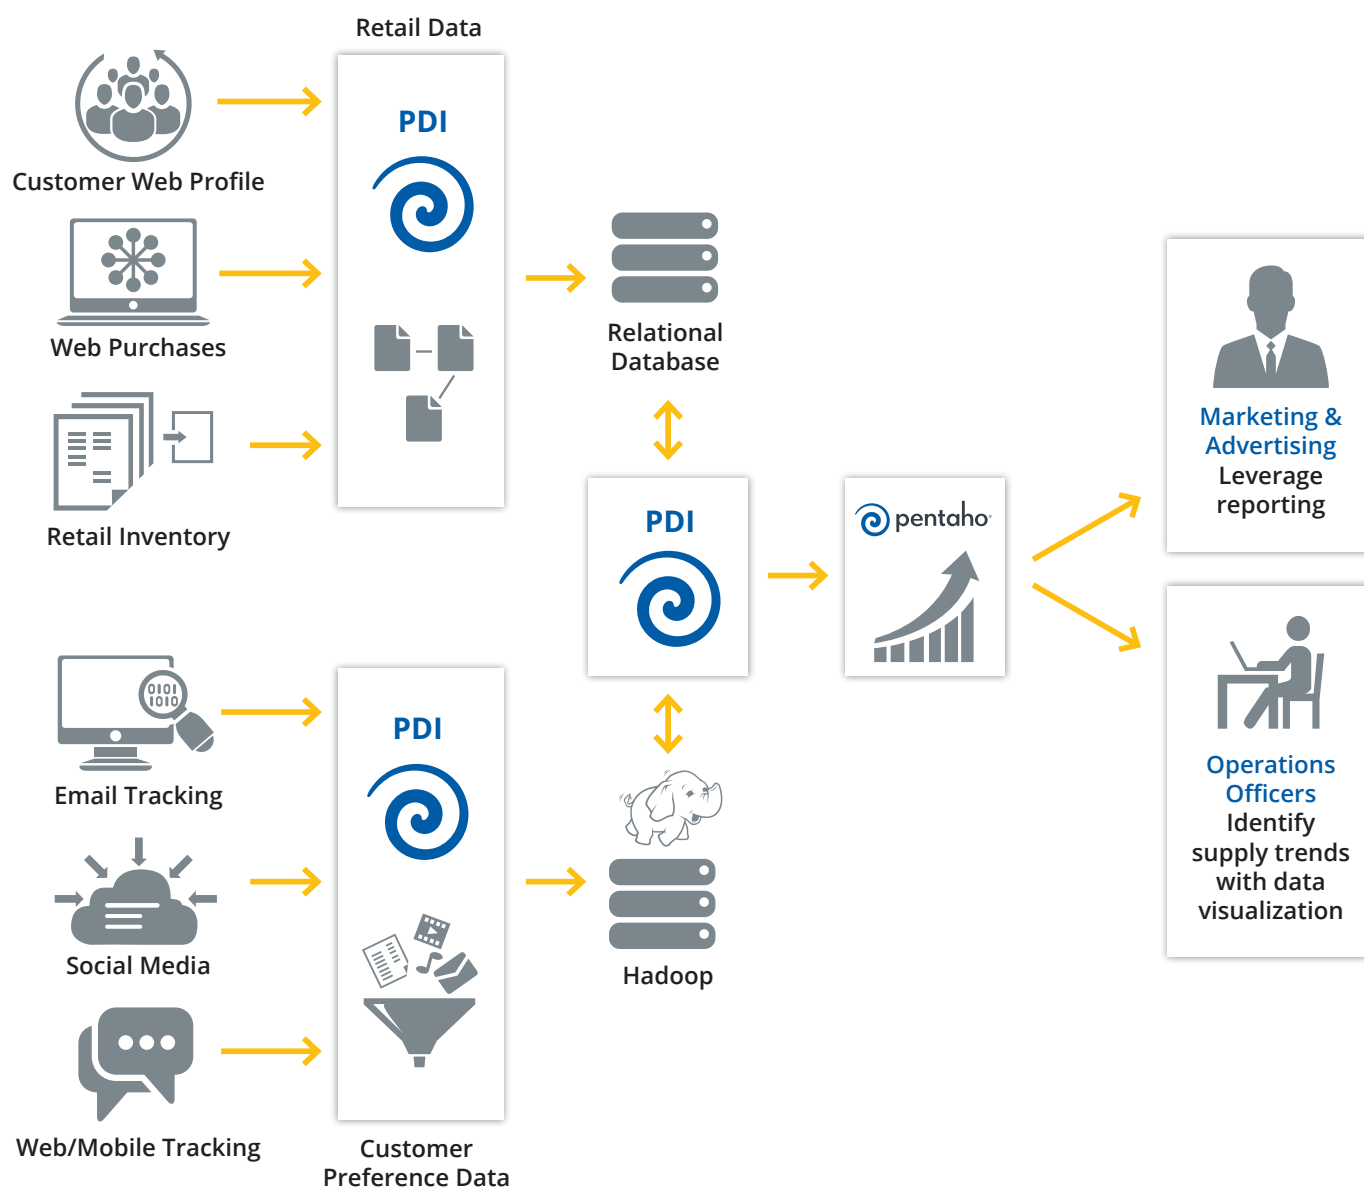 Retail Data
PDI
Customer Web Profile
Web Purchases
Retail Inventory
Relational
Database
PDI
pentaho
Marketing &
Advertising
Leverage
reporting
Operations
Officers
Identify
supply trends
with data
visualization
0101
1010
Email Tracking
Social Media
Web/Mobile Tracking
PDI
Customer
Preference Data
Hadoop